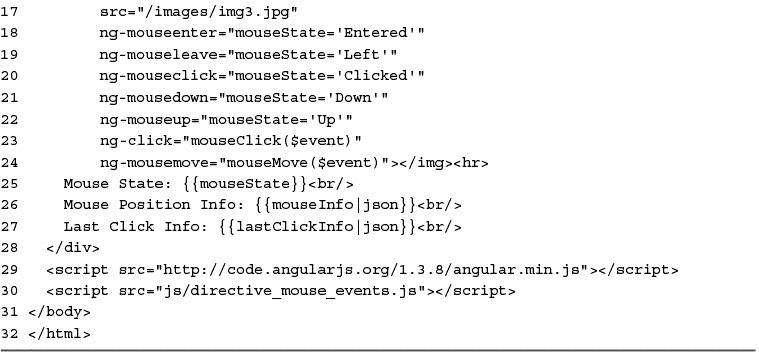 17         src="/images/img3.jpg"
18         ng-mouseenter="mouseState='Entered'"
19         ng-mouseleave="mouseState='Left'"
20         ng-mouseclick="mouseState='Clicked'"
21         ng-mousedown="mouseState='Down'"
22         ng-mouseup="mouseState='Up'"
23         ng-click="mouseClick($event)"
24         ng-mousemove="mouseMove($event)"></img><hr>
25     Mouse State: {{mouseState}}<br/>
26     Mouse Position Info: {{mouseInfo|json}}<br/>
27     Last Click Info: {{lastClickInfo|json}}<br/>
28   </div>
29   <script src="http://code.angularjs.org/1.3.8/angular.min.js"></script>
30   <script src="js/directive_mouse_events.js"></script>
31 </body>
32 </html>